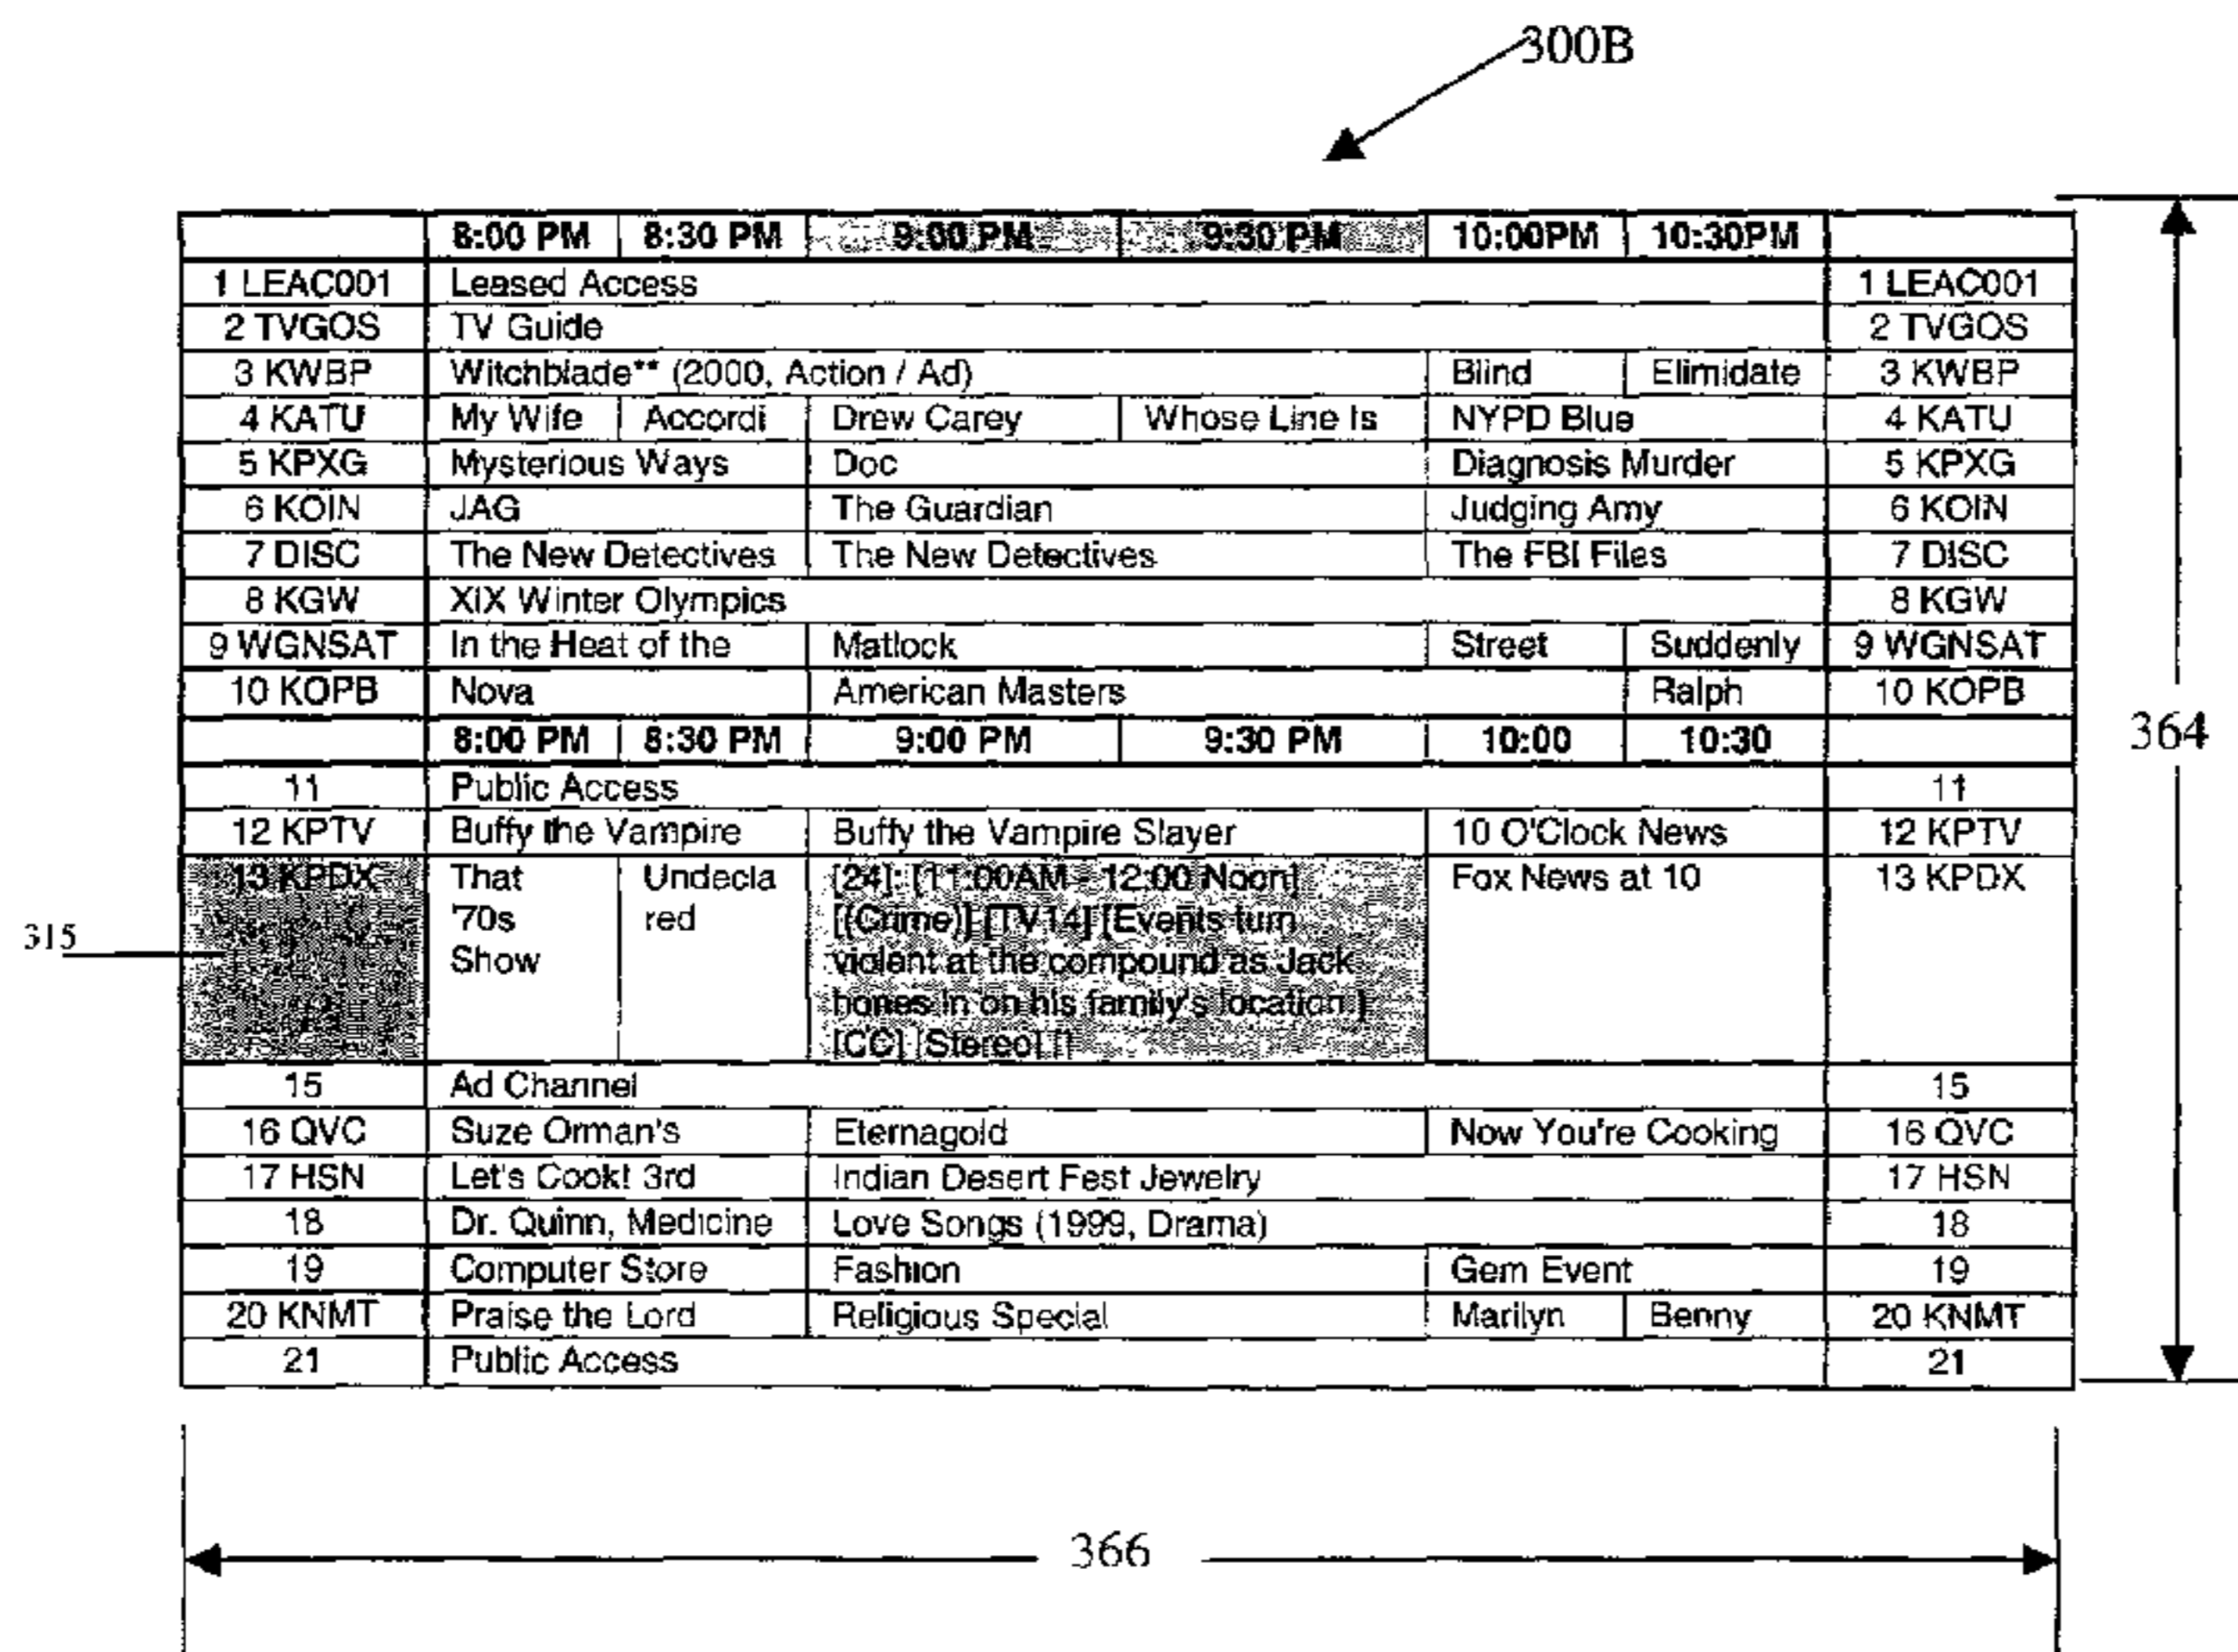 300B
8:00 PM 8:30 PM 9:00 PM 9:30 PM 10:00PM 10:30PM
1 LEAC001 Leased Access 1 LEAC001
2 TVGOS TV Guide 2 TVGOS
3 KWBP Witchblade** (2000, Action / Ad) Blind Elimidate 3 KWBP
4 KATU My Wife Accordi Drew Carey Whose Line Is NYPD Blue 4 KATU
5 KPXG Mysterious Ways Doc Diagnosis Murder 5 KPXG
6 KOIN JAG The Guardian Judging Amy 6 KOIN
7 DISC The New Detectives The New Detectives The FBI Files 7 DISC
8 KGW XIX Winter Olympics 8 KGW
9 WGNSAT In the Heat of the Matlock Street Suddenly 9 WGNSAT
10 KOPB Nova American Masters Ralph 10 KOPB
8:00 PM 8:30 PM 9:00 PM 9:30 PM 10:00 10:30
364
11 Public Access 11
12 KPTV Buffy the Vampire Buffy the Vampire Slayer 10 O'Clock News 12 KPTV
13 KPDX That Undecla [24]: [11:00AM - 12:00 Noon] Fox News at 10 13 KPDX
'70s red [(Crime)] [TV14] [Events turn
315
Show violent at the compound as Jack
hones in on his family's location.]
[CC] [Stereo] []
15 Ad Channel 15
16 QVC Suze Orman's Eternagold Now You're Cooking 16 QVC
17 HSN Let's Cook! 3rd Indian Desert Fest Jewelry 17 HSN
18 Dr. Quinn, Medicine Love Songs (1999, Drama) 18
19 Computer Store Fashion Gem Event 19
20 KNMT Praise the Lord Religious Special Marilyn Benny 20 KNMT
21 Public Access 21
366